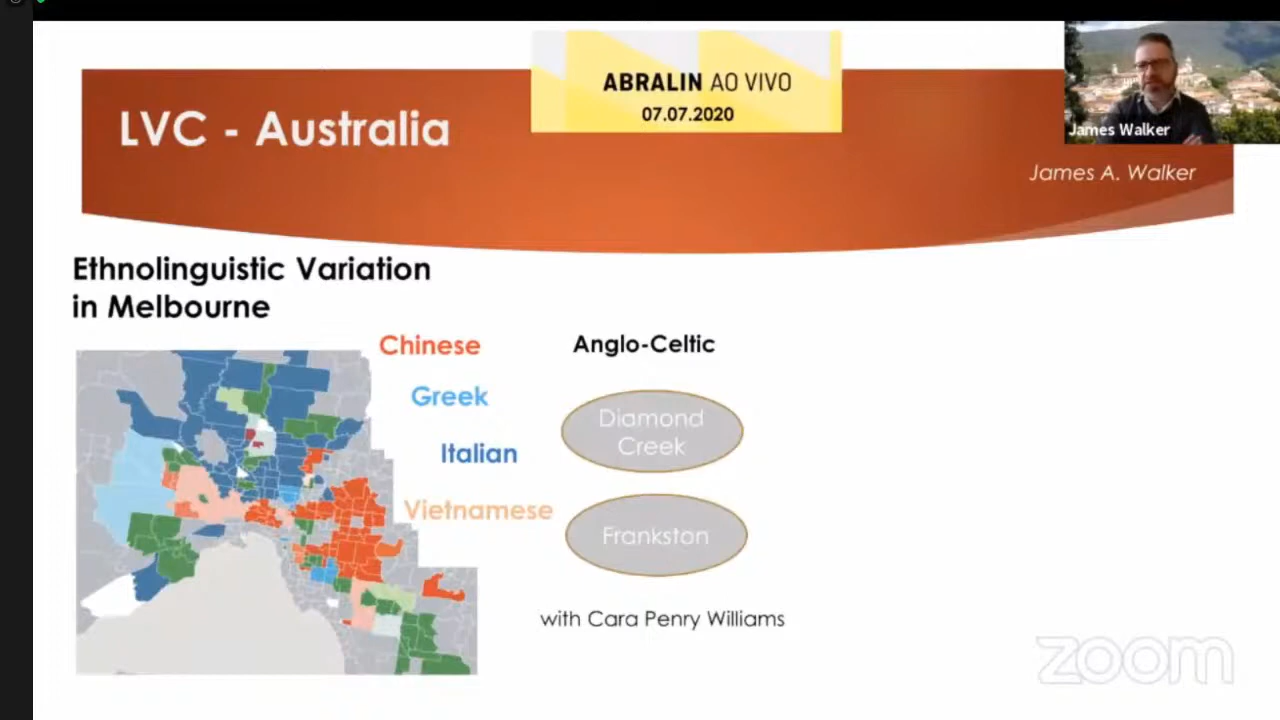 ABRALIN AO VIVO
07.07.2020
LVC - Australia
James Walker
James A. Walker
Ethnolinguistic Variation
in Melbourne
Chinese
Greek
Italian
Vietnamese
Anglo-Celtic
Diamond
Creek
Frankston
with Cara Penry Williams
zoom